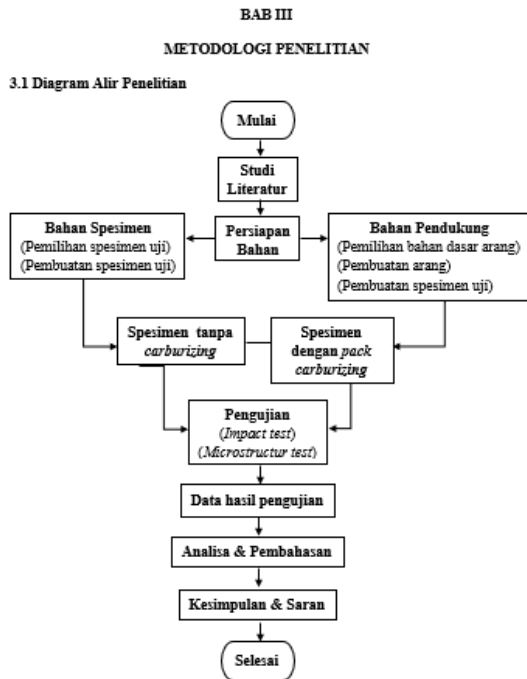 BAB III
METODOLOGI PENELITIAN
3.1 Diagram Alir Penelitian
Mulai
Studi
Literatur
Persiapan
Bahan
Bahan Spesimen
(Pemilihan spesimen uji)
(Pembuatan spesimen uji)
Bahan Pendukung
(Pemilihan bahan dasar arang)
(Pembuatan arang)
(Pembuatan spesimen uji)
Spesimen tanpa
carburizing
Spesimen
dengan pack
carburizing
Pengujian
(Impact test)
(Microstructur test)
Data hasil pengujian
Analisa & Pembahasan
Kesimpulan & Saran
Selesai